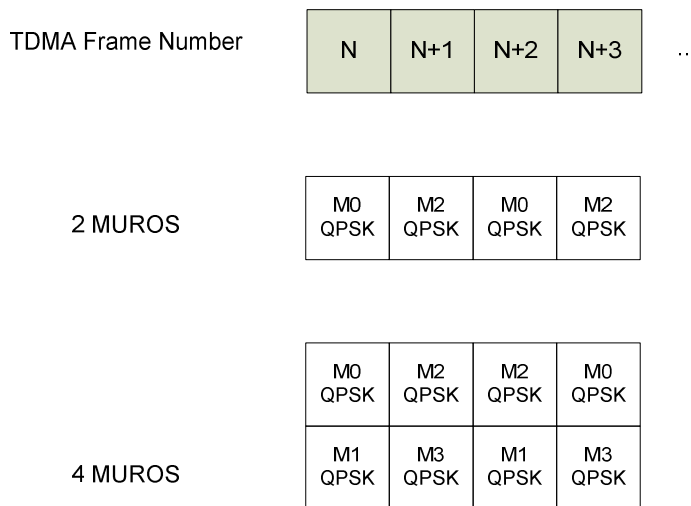 TDMA Frame Number
N N+1 N+2 N+3 ..
2 MUROS
M0 M2 M0 M2
QPSK QPSK QPSK QPSK
M0 M2 M2 M0
QPSK QPSK QPSK QPSK
4 MUROS
M1 M3 M1 M3
QPSK QPSK QPSK QPSK